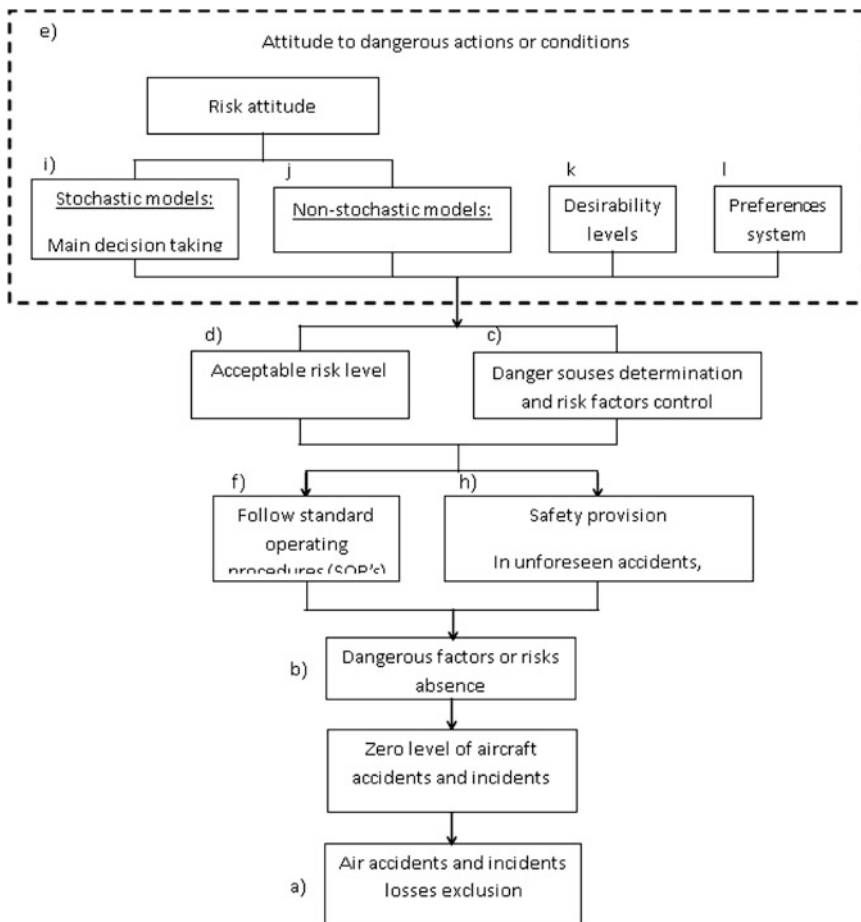 e)
Attitude to dangerous actions or conditions
Risk attitude
i)
Stochastic models:
Main decision taking
j
Non-stochastic models:
k
Desirability
levels
l
Preferences
system
d)
Acceptable risk level
c)
Danger souses determination
and risk factors control
f)
Follow standard
operating
procedures (SOP's)
h)
Safety provision
In unforeseen accidents,
b)
Dangerous factors or risks
absence
Zero level of aircraft
accidents and incidents
a)
Air accidents and incidents
losses exclusion